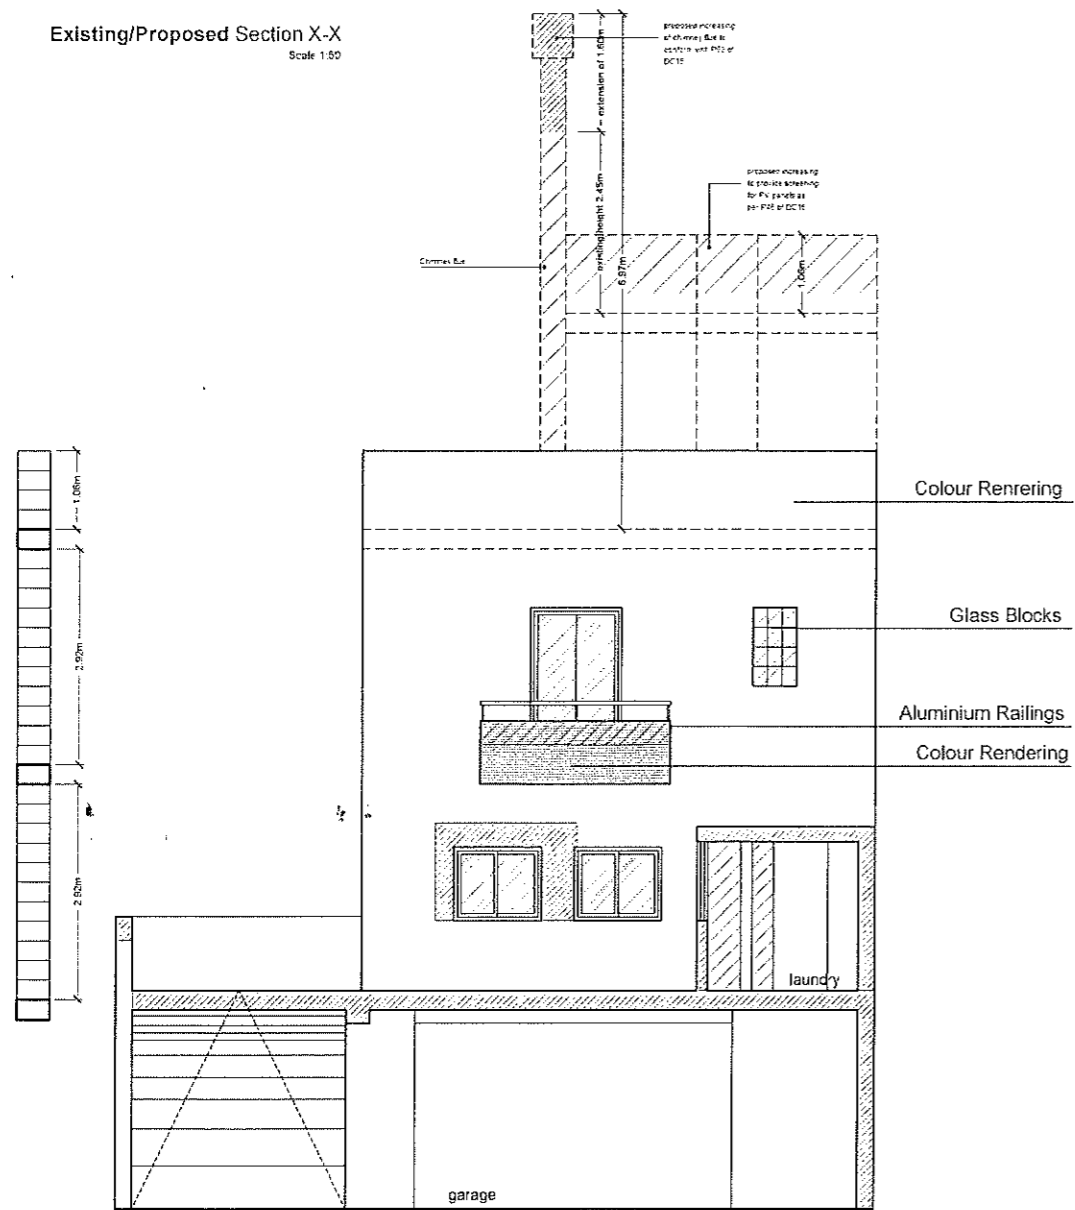 Existing/Proposed Section X-X
Scale 1:50
proposed increasing
of chimney flue to
conform with P52 of
DC15
extension of 1.60m
existing height 2.45m
6.97m
proposed increasing
to provide screening
for PV panels as
per P48 of DC15
Chimney flue
1.06m
1.06m
2.92m
2.92m
Colour Renrering
Glass Blocks
Aluminium Railings
Colour Rendering
laundry
garage